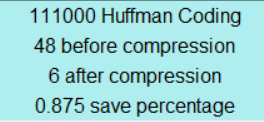 111000 Huffman Coding
48 before compression
6 after compression
0.875 save percentage